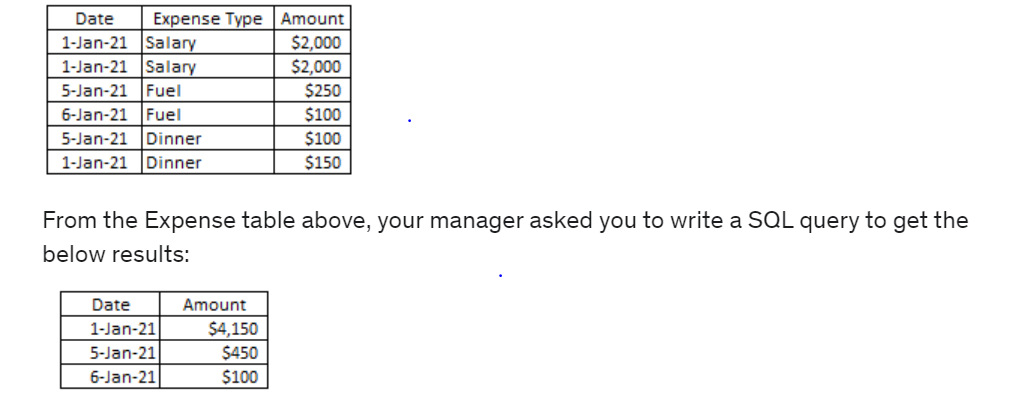 Date Expense Type Amount
1-Jan-21 Salary $2,000
1-Jan-21 Salary $2,000
5-Jan-21 Fuel $250
6-Jan-21 Fuel $100
5-Jan-21 Dinner $100
1-Jan-21 Dinner $150
From the Expense table above, your manager asked you to write a SQL query to get the
below results:
Date Amount
1-Jan-21 $4,150
5-Jan-21 $450
6-Jan-21 $100